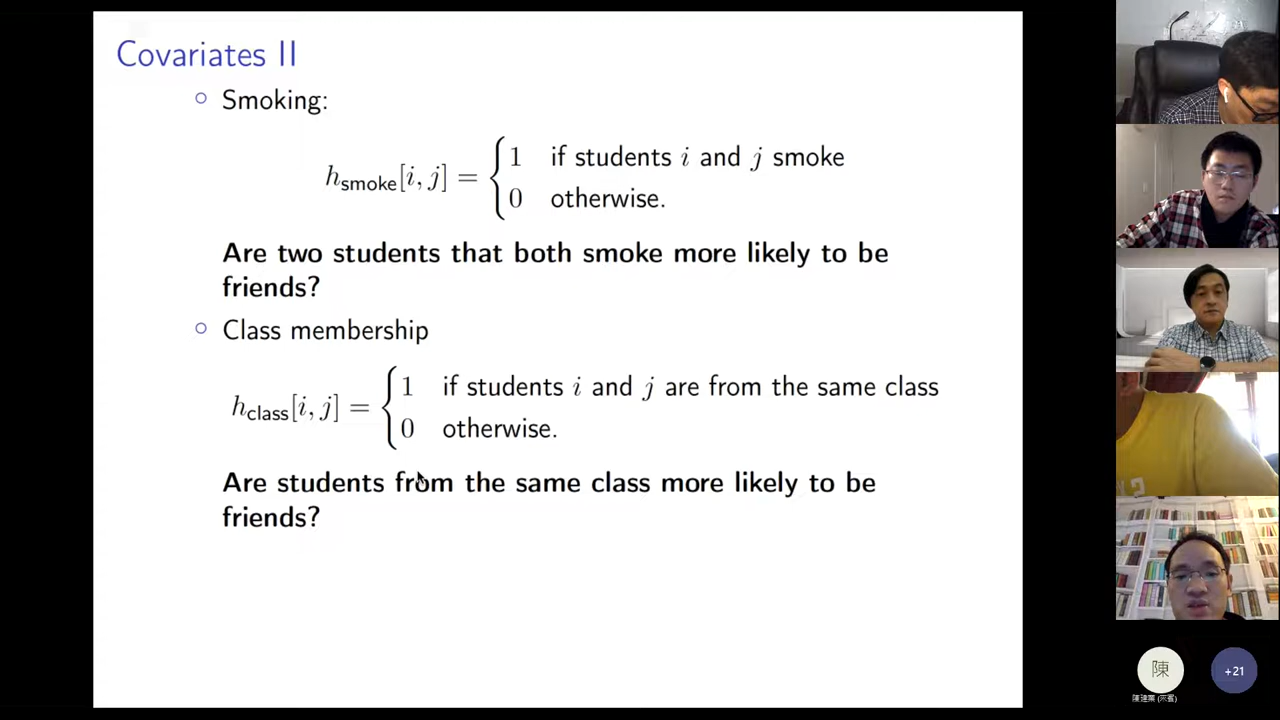 Covariates II
Smoking:
h_smoke[i, j] = { 1 if students i and j smoke
0 otherwise.
Are two students that both smoke more likely to be
friends?
Class membership
h_class[i, j] = { 1 if students i and j are from the same class
0 otherwise.
Are students from the same class more likely to be
friends?
陳
+21